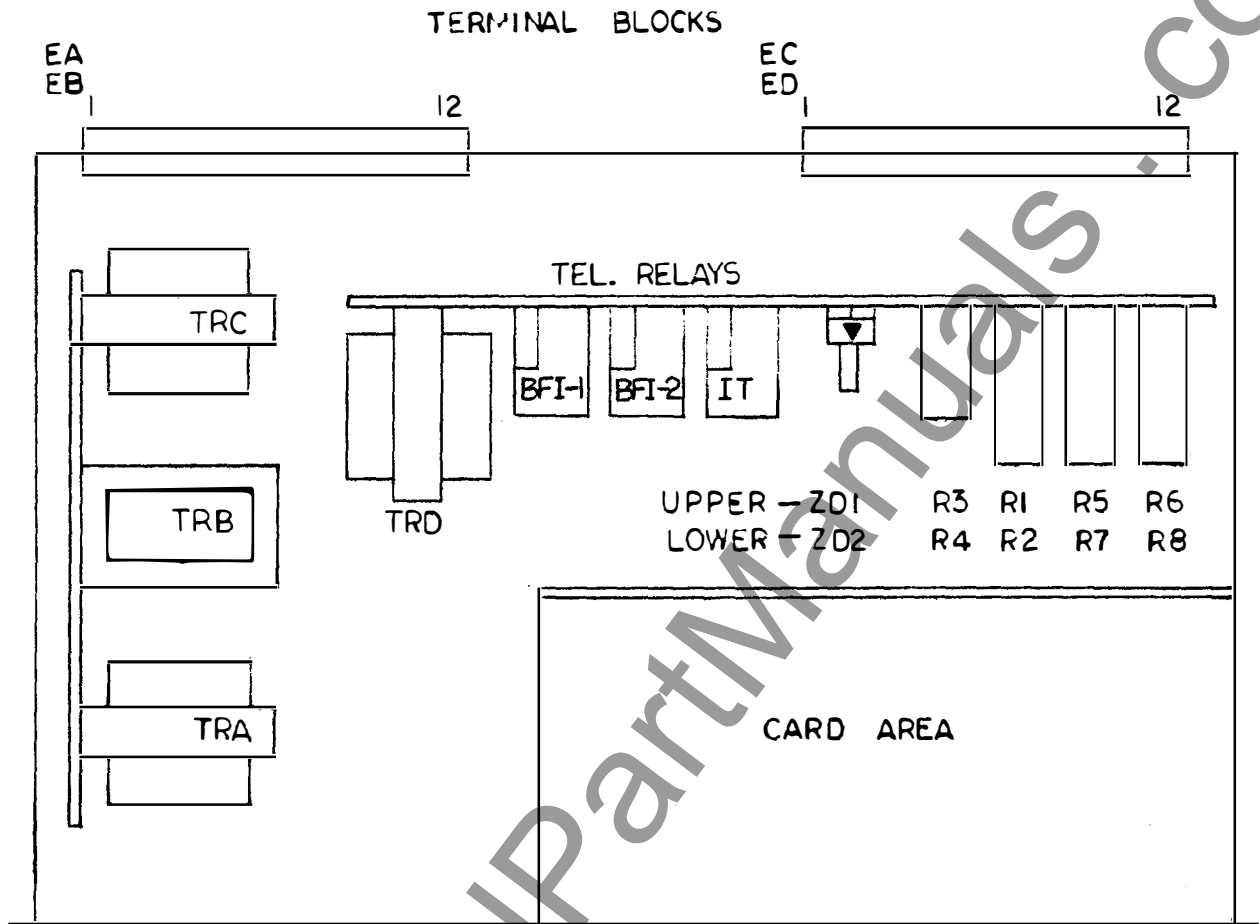 TERMINAL BLOCKS
EA EC
EB ED
1 12 1 12
TEL. RELAYS
TRC
BFI-1 BFI-2 IT
TRB
TRD
UPPER - ZD1 R3 R1 R5 R6
LOWER - ZD2 R4 R2 R7 R8
TRA
CARD AREA